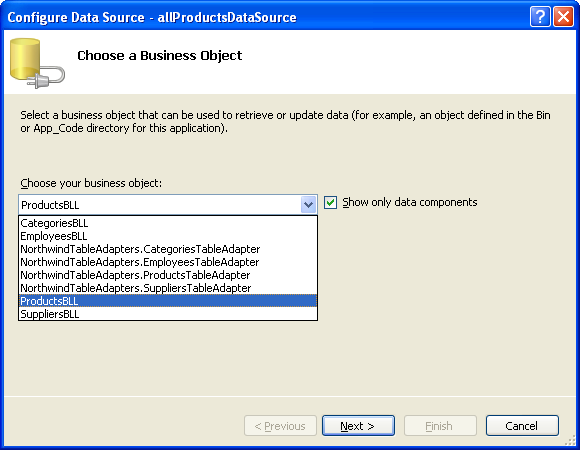 Configure Data Source - allProductsDataSource
Choose a Business Object
Select a business object that can be used to retrieve or update data (for example, an object defined in the Bin
or App_Code directory for this application).
Choose your business object:
ProductsBLL
Show only data components
CategoriesBLL
EmployeesBLL
NorthwindTableAdapters.CategoriesTableAdapter
NorthwindTableAdapters.EmployeesTableAdapter
NorthwindTableAdapters.ProductsTableAdapter
NorthwindTableAdapters.SuppliersTableAdapter
ProductsBLL
SuppliersBLL
< Previous
Next >
Finish
Cancel